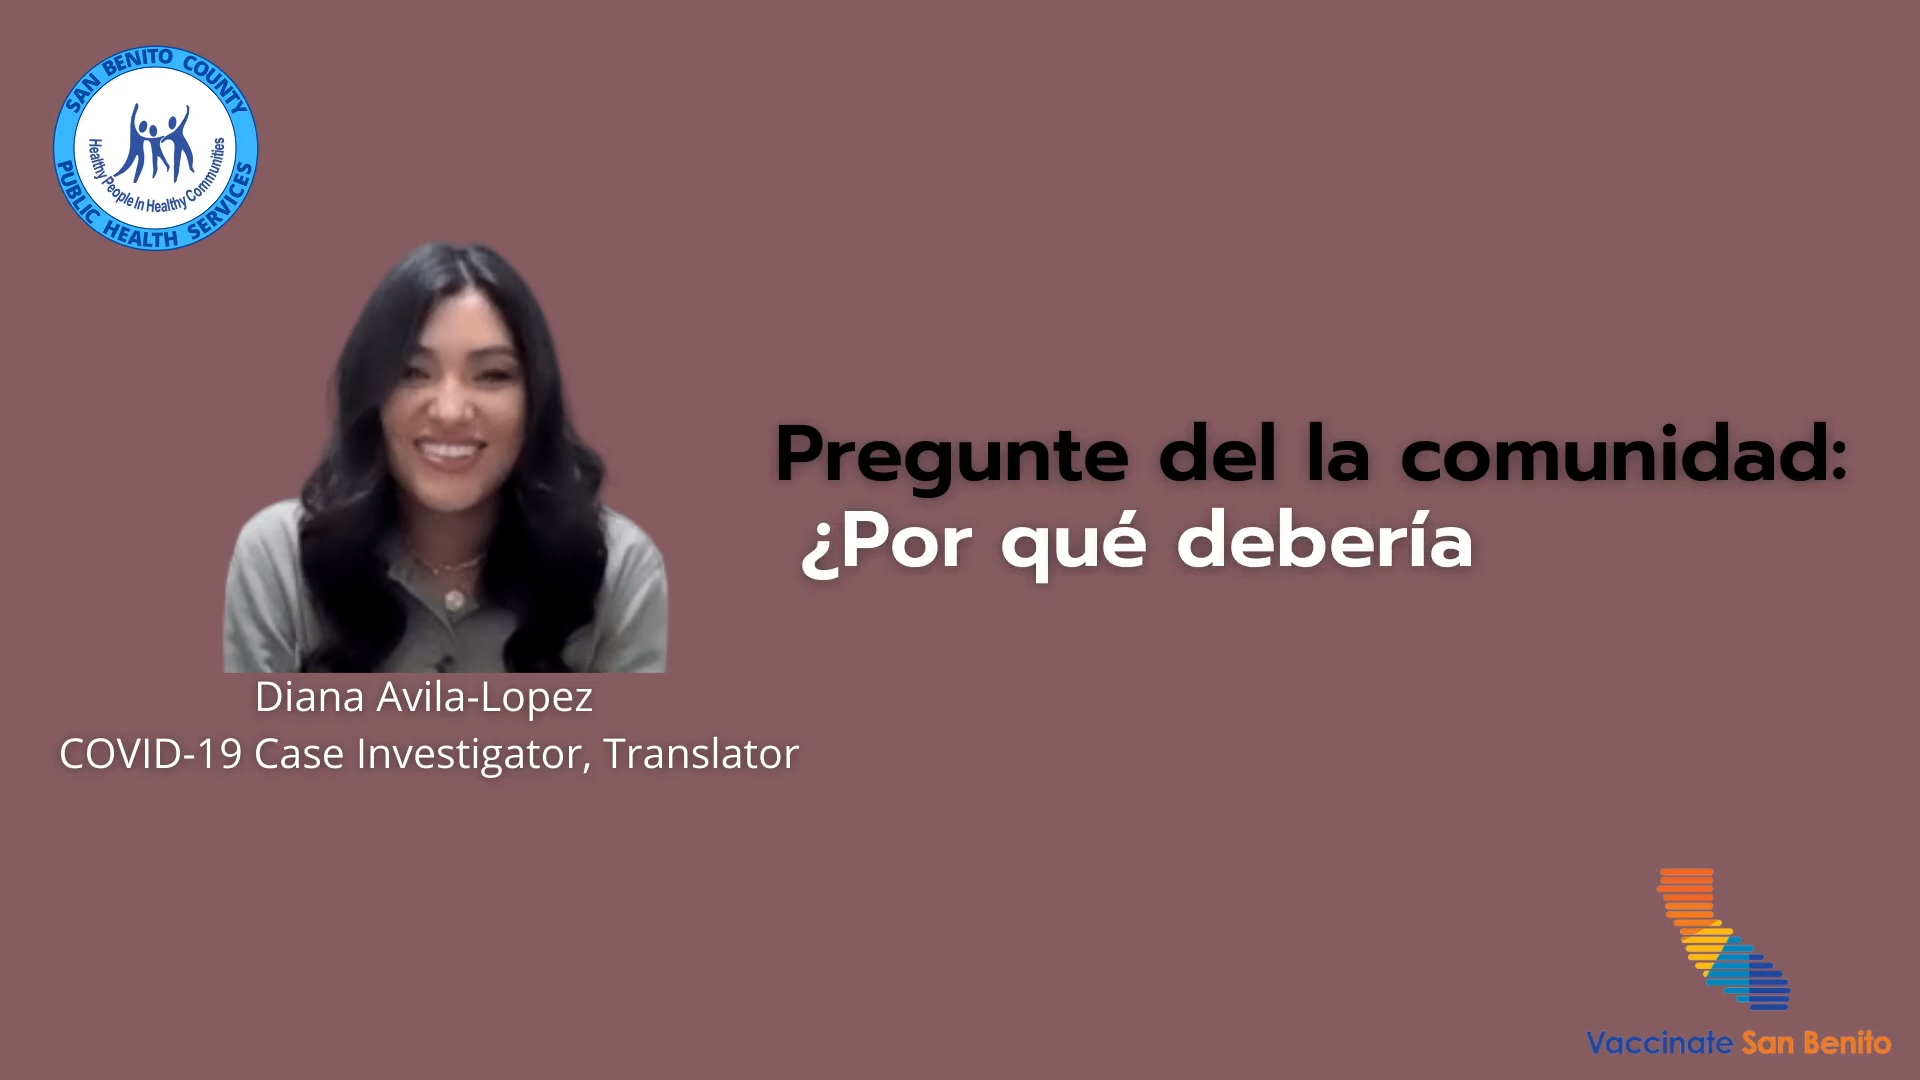 SAN BENITO COUNTY
Healthy People In Healthy Communities
PUBLIC HEALTH SERVICES
Pregunte del la comunidad:
¿Por qué debería
Diana Avila-Lopez
COVID-19 Case Investigator, Translator
Vaccinate San Benito